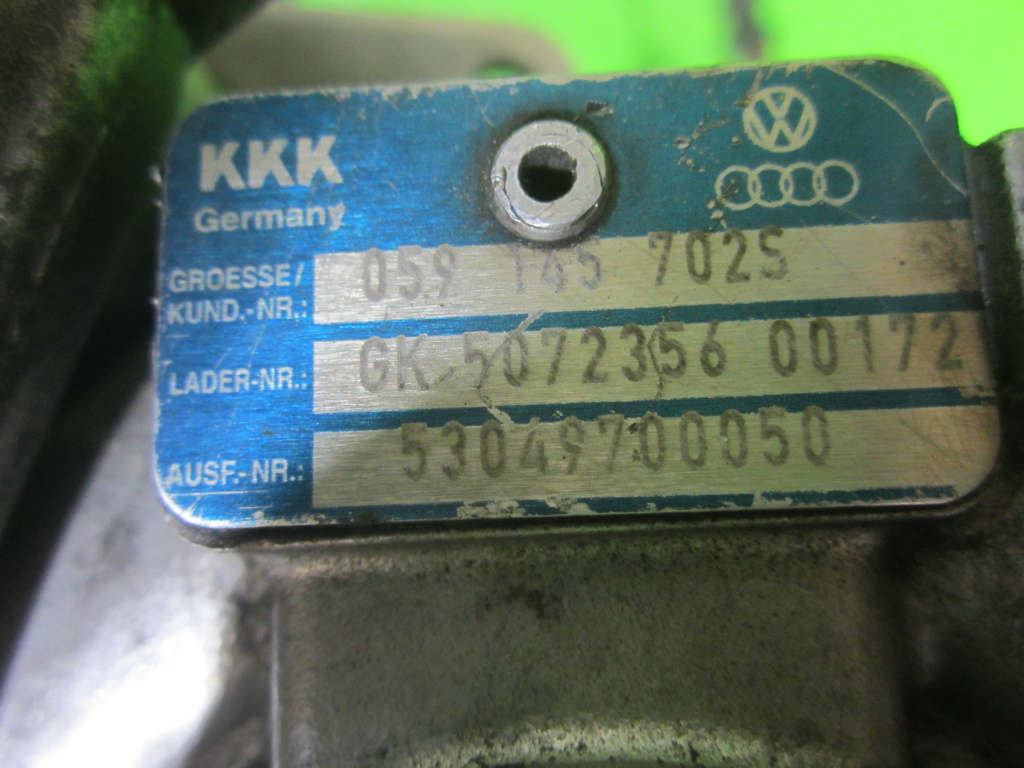 KKK
Germany
GROESSE/
KUND.-NR.: 059 145 702S
LADER-NR.: GK 5072356 00172
AUSF.-NR.: 53049700050